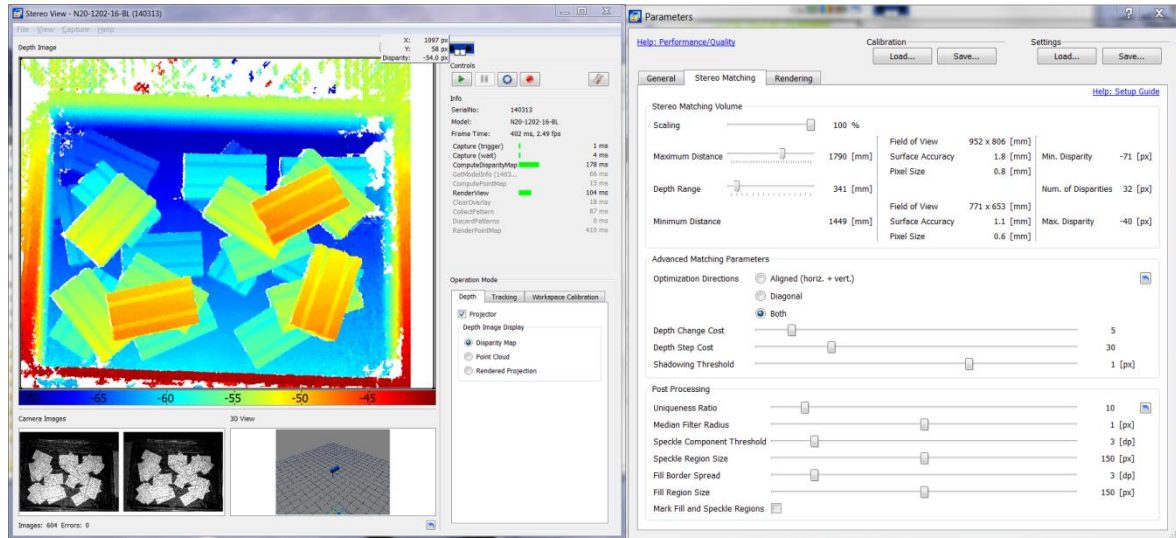 Stereo View - N20-1202-16-BL (140313)
File View Capture Help
Depth Image
X: 1097 px
Y: 58 px
Disparity: -54.0 px
Controls
Info
SerialNo: 140313
Model: N20-1202-16-BL
Frame Time: 402 ms, 2.49 fps
Capture (trigger) 1 ms
Capture (wait) 4 ms
ComputeDisparityMap 178 ms
GetModelInfo (1403... 66 ms
ComputePointMap 15 ms
RenderView 104 ms
ClearOverlay 18 ms
CollectPattern 87 ms
DiscardPatterns 6 ms
RenderPointMap 410 ms
Operation Mode
Depth Tracking Workspace Calibration
Projector
Depth Image Display
Disparity Map
Point Cloud
Rendered Projection
-70 -65 -60 -55 -50 -45
Camera Images 3D View
Images: 604 Errors: 0
Parameters
Help: Performance/Quality
Calibration
Load... Save...
Settings
Load... Save...
General Stereo Matching Rendering
Help: Setup Guide
Stereo Matching Volume
Scaling 100 %
Maximum Distance 1790 [mm]
Field of View 952 x 806 [mm]
Surface Accuracy 1.8 [mm]
Pixel Size 0.8 [mm]
Min. Disparity -71 [px]
Depth Range 341 [mm]
Num. of Disparities 32 [px]
Minimum Distance 1449 [mm]
Field of View 771 x 653 [mm]
Surface Accuracy 1.1 [mm]
Pixel Size 0.6 [mm]
Max. Disparity -40 [px]
Advanced Matching Parameters
Optimization Directions
Aligned (horiz. + vert.)
Diagonal
Both
Depth Change Cost 5
Depth Step Cost 30
Shadowing Threshold 1 [px]
Post Processing
Uniqueness Ratio 10
Median Filter Radius 1 [px]
Speckle Component Threshold 3 [dp]
Speckle Region Size 150 [px]
Fill Border Spread 3 [dp]
Fill Region Size 150 [px]
Mark Fill and Speckle Regions